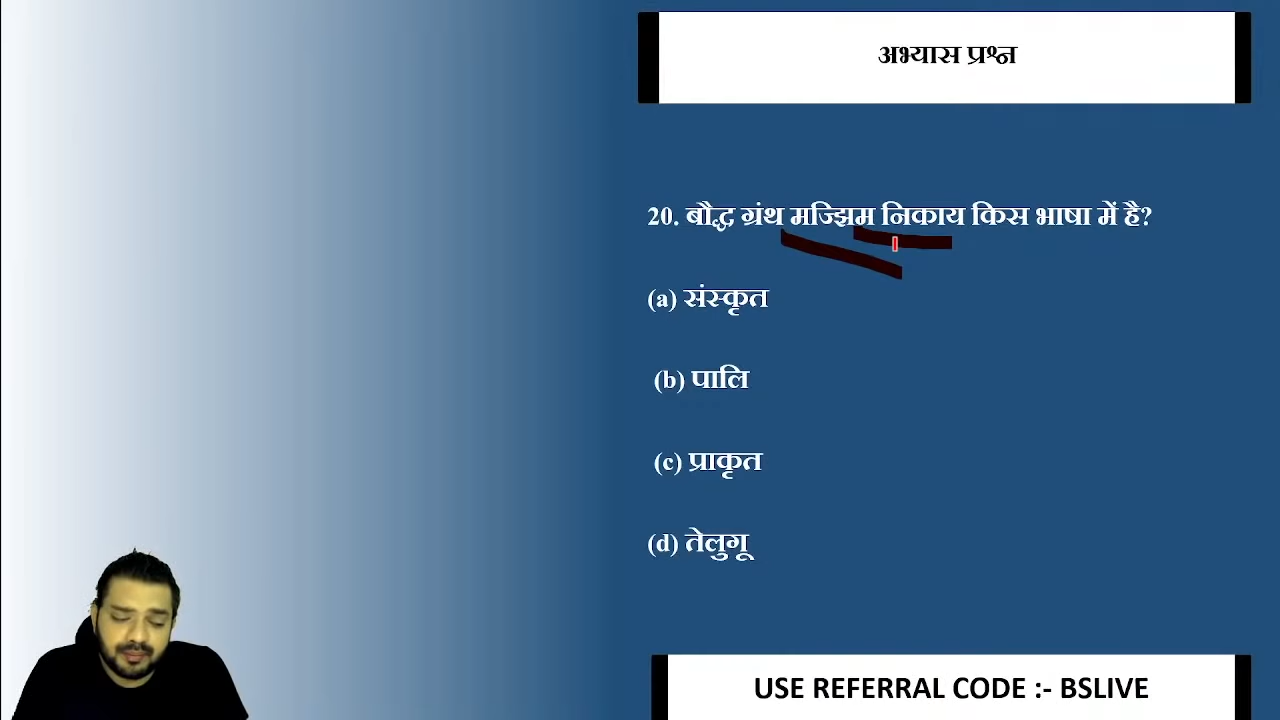 अभ्यास प्रश्न
20. बौद्ध ग्रंथ मज्झिम निकाय किस भाषा में है?
(a) संस्कृत
(b) पालि
(c) प्राकृत
(d) तेलुगू
USE REFERRAL CODE :- BSLIVE